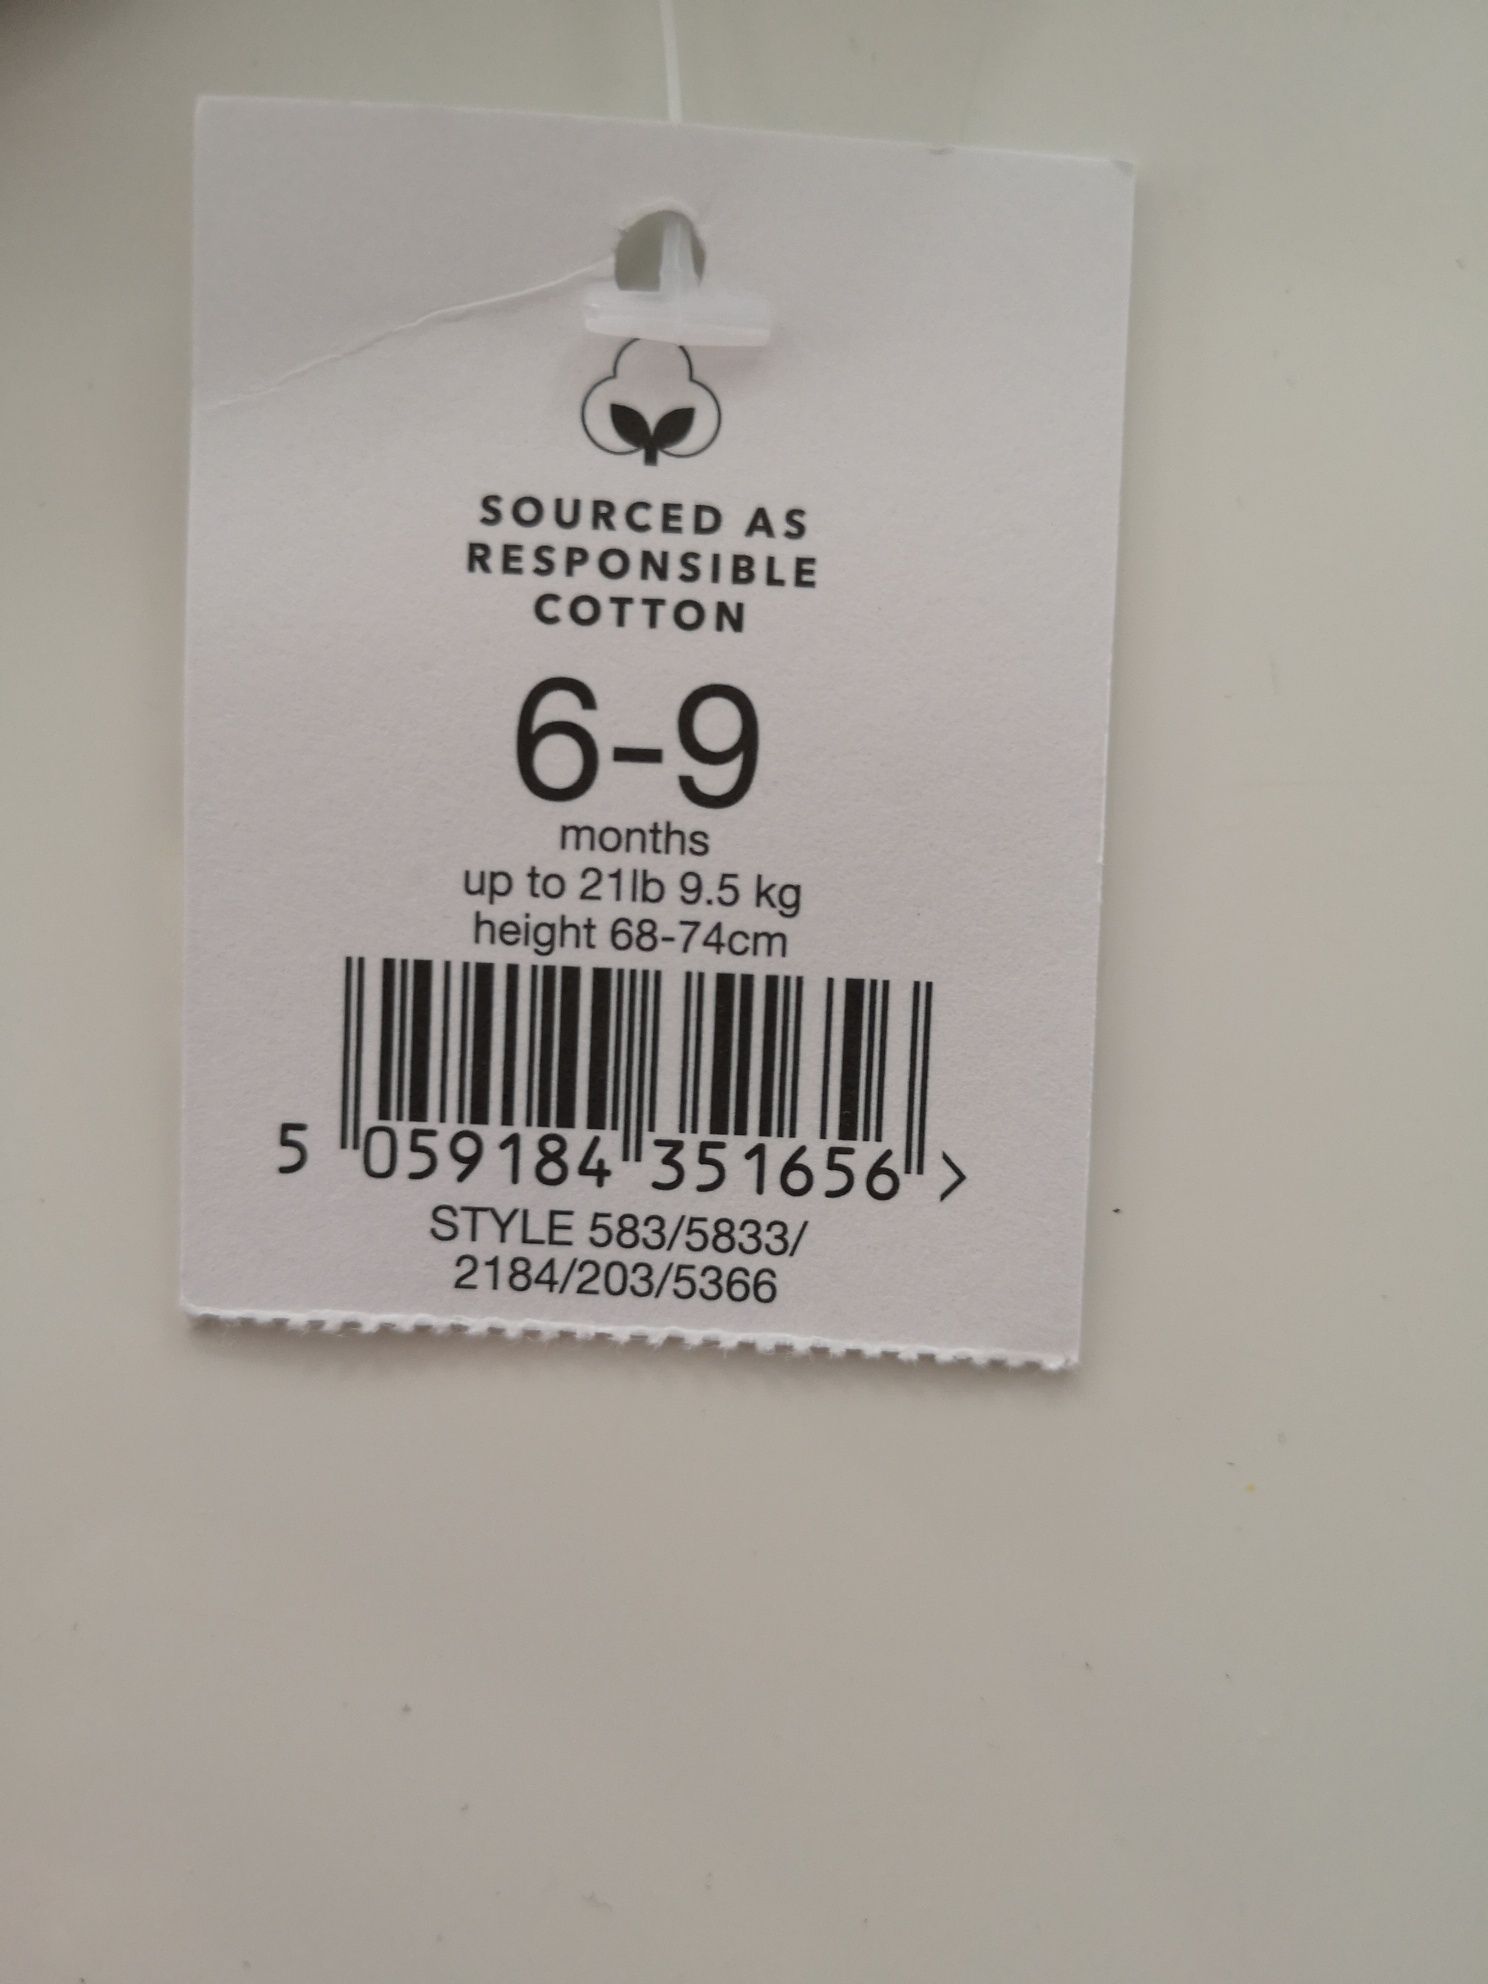 SOURCED AS
RESPONSIBLE
COTTON
6-9
months
up to 21lb 9.5 kg
height 68-74cm
5 059184 351656 >
STYLE 583/5833/
2184/203/5366